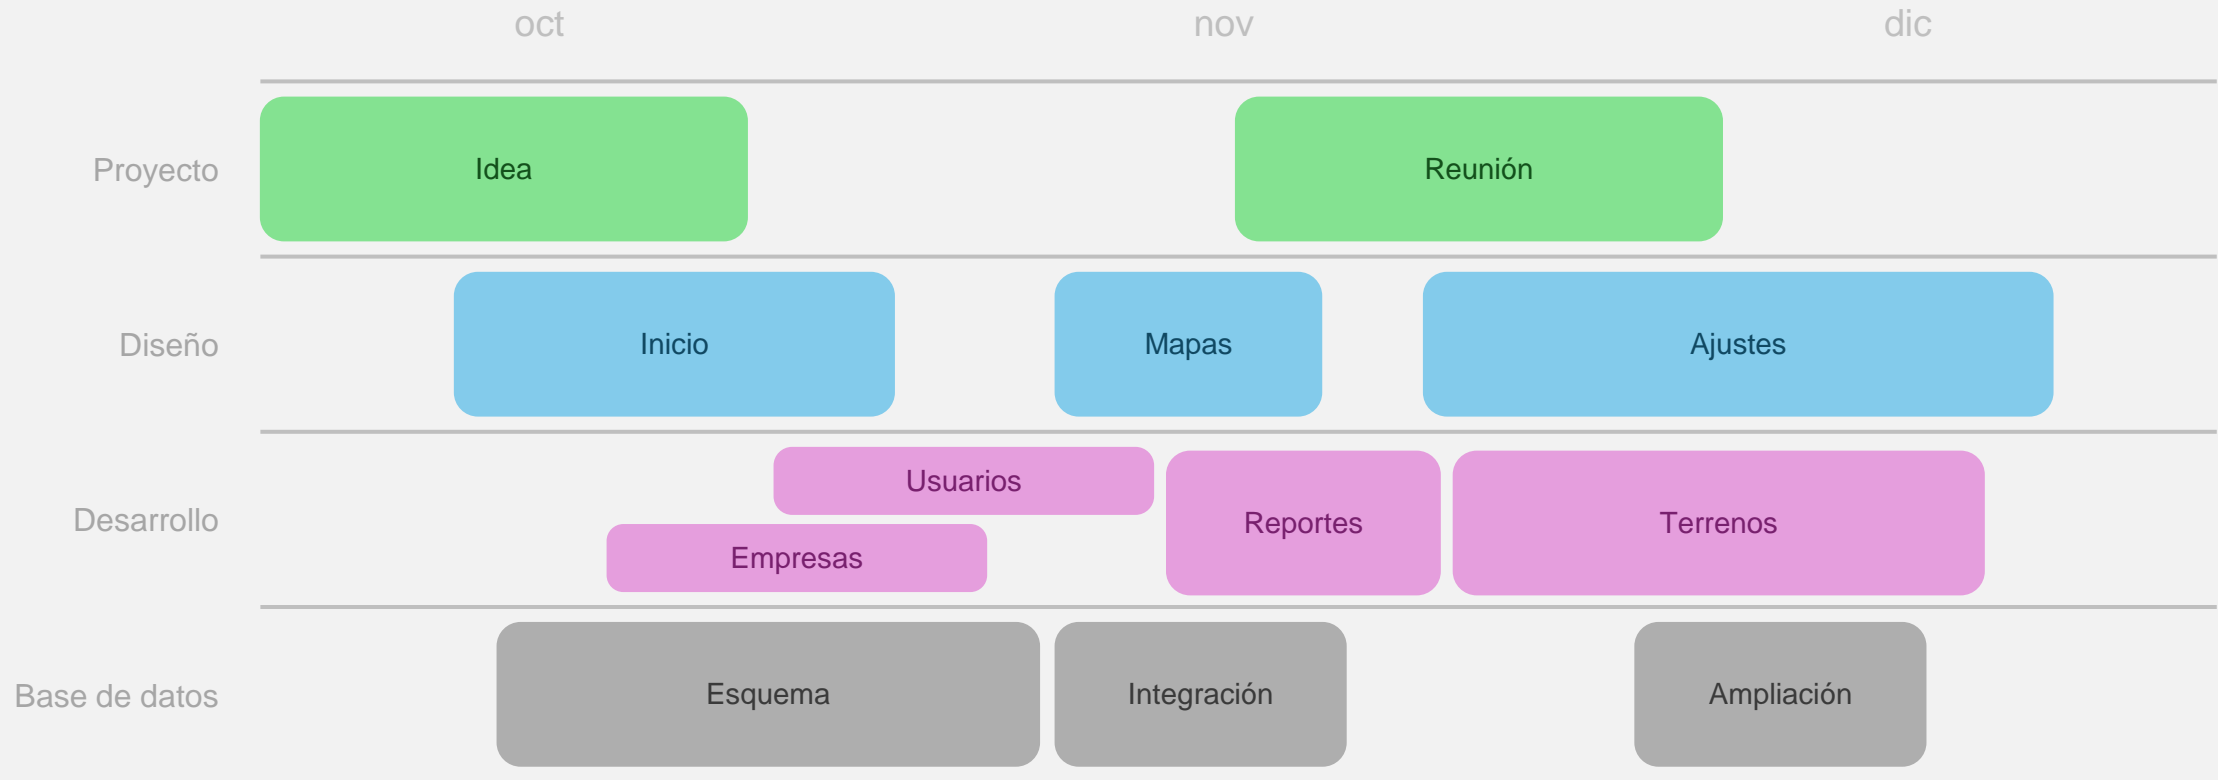 oct
nov
dic
Proyecto
Idea
Reunión
Diseño
Inicio
Mapas
Ajustes
Desarrollo
Usuarios
Empresas
Reportes
Terrenos
Base de datos
Esquema
Integración
Ampliación